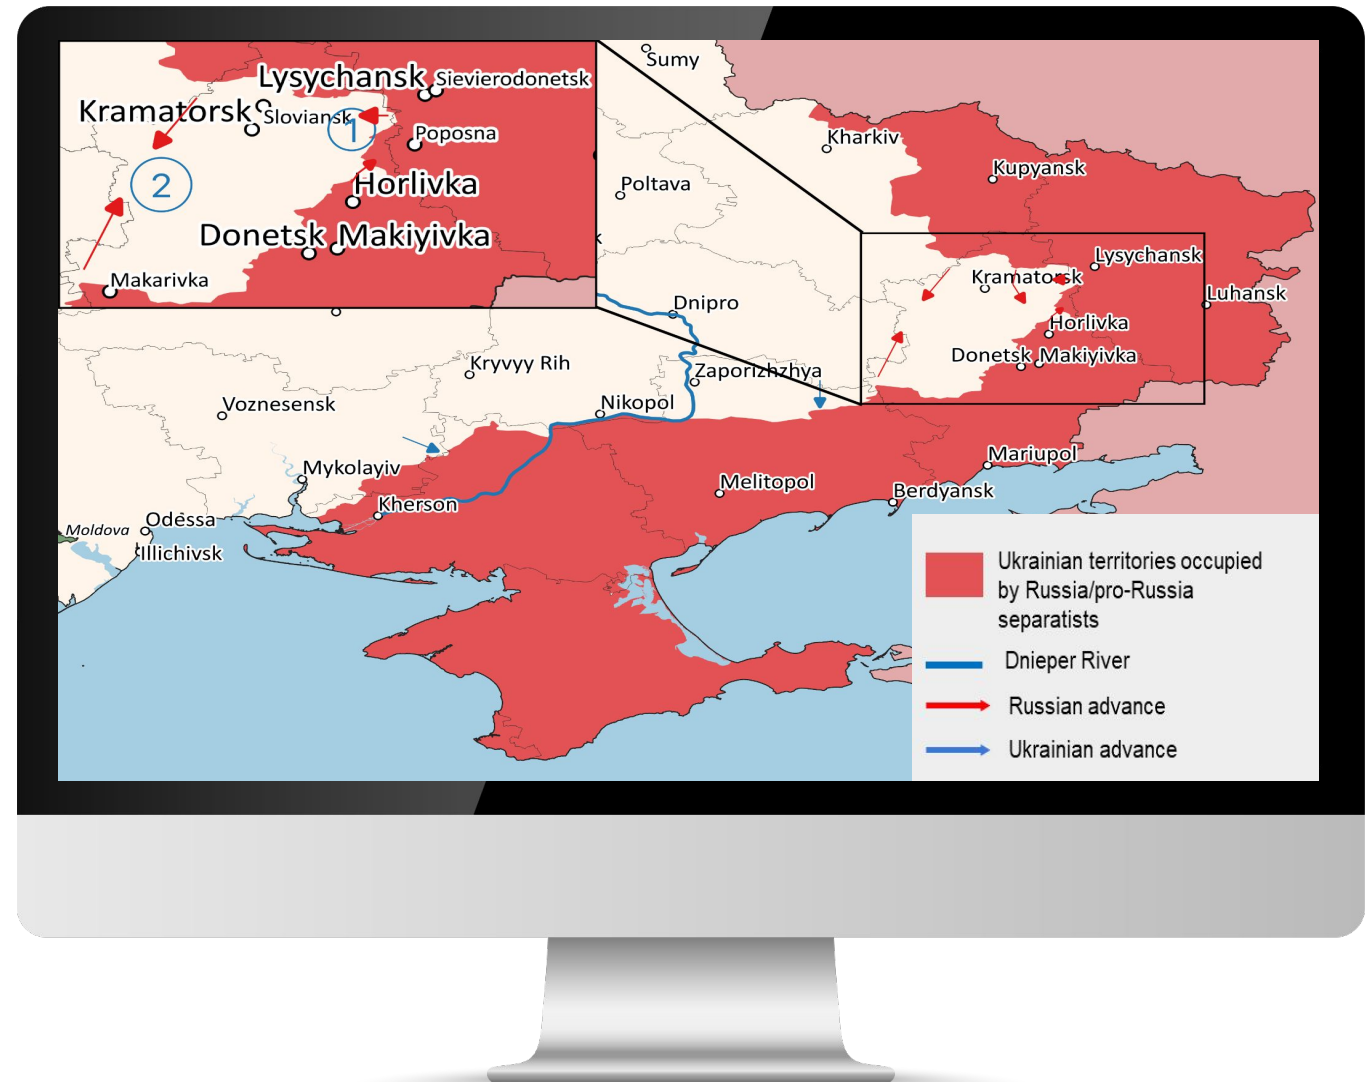 Lysychansk
Sievierodonetsk
Kramatorsk
Sloviansk
1
Poposna
2
Horlivka
Donetsk
Makiyivka
Makarivka
Sumy
Kharkiv
Kupyansk
Poltava
k
Lysychansk
Kramatorsk
Luhansk
Dnipro
Horlivka
Donetsk
Makiyivka
Kryvyy Rih
Zaporizhzhya
Voznesensk
Nikopol
Mykolayiv
Mariupol
Melitopol
Berdyansk
Kherson
Moldova
Odesa
Illichivsk
Ukrainian territories occupied
by Russia/pro-Russia
separatists
Dnieper River
Russian advance
Ukrainian advance